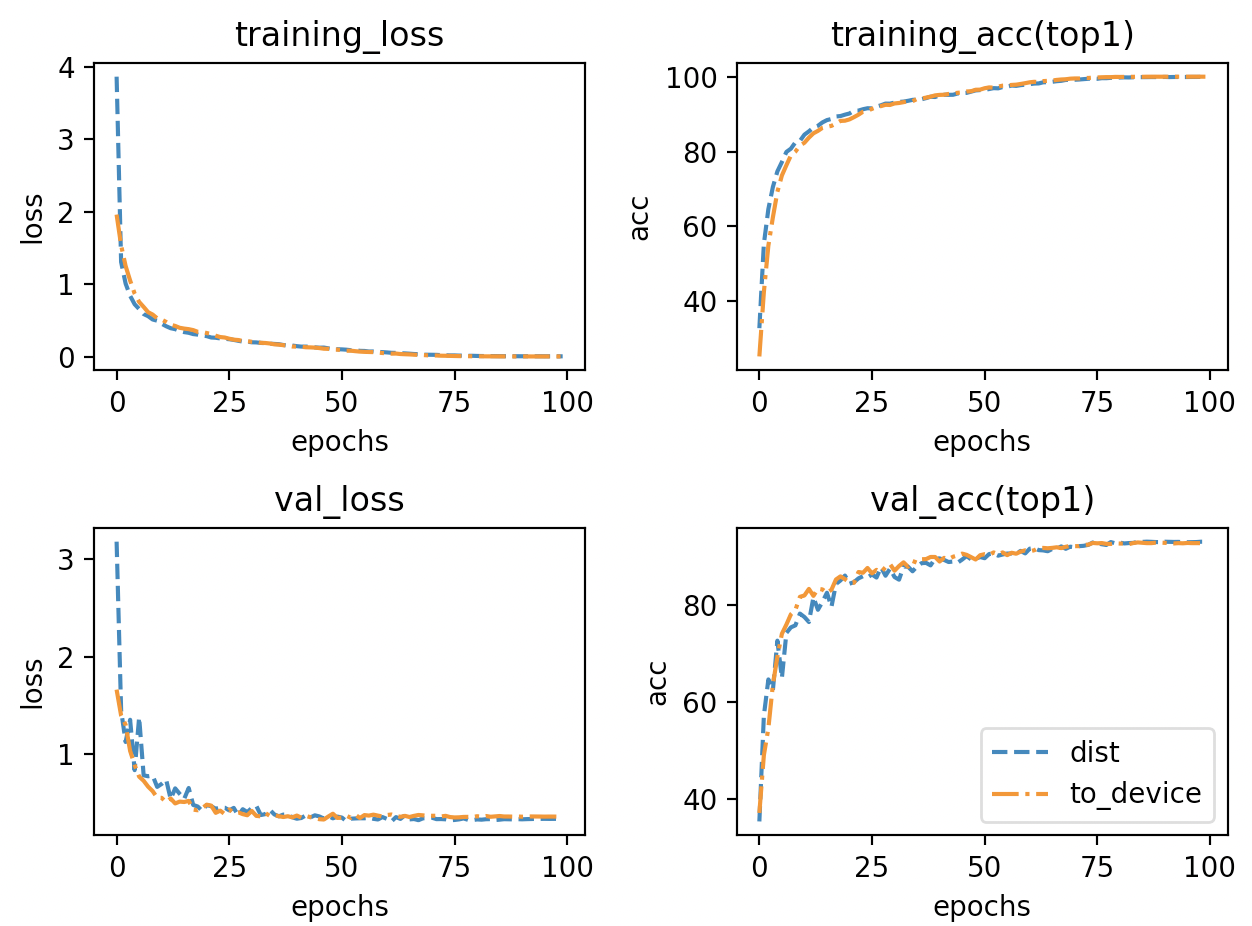 training_loss
4
3
2
1
0
loss
0 25 50 75 100
epochs
training_acc(top1)
100
80
60
40
acc
0 25 50 75 100
epochs
val_loss
3
2
1
loss
0 25 50 75 100
epochs
val_acc(top1)
80
60
40
acc
dist
to_device
0 25 50 75 100
epochs